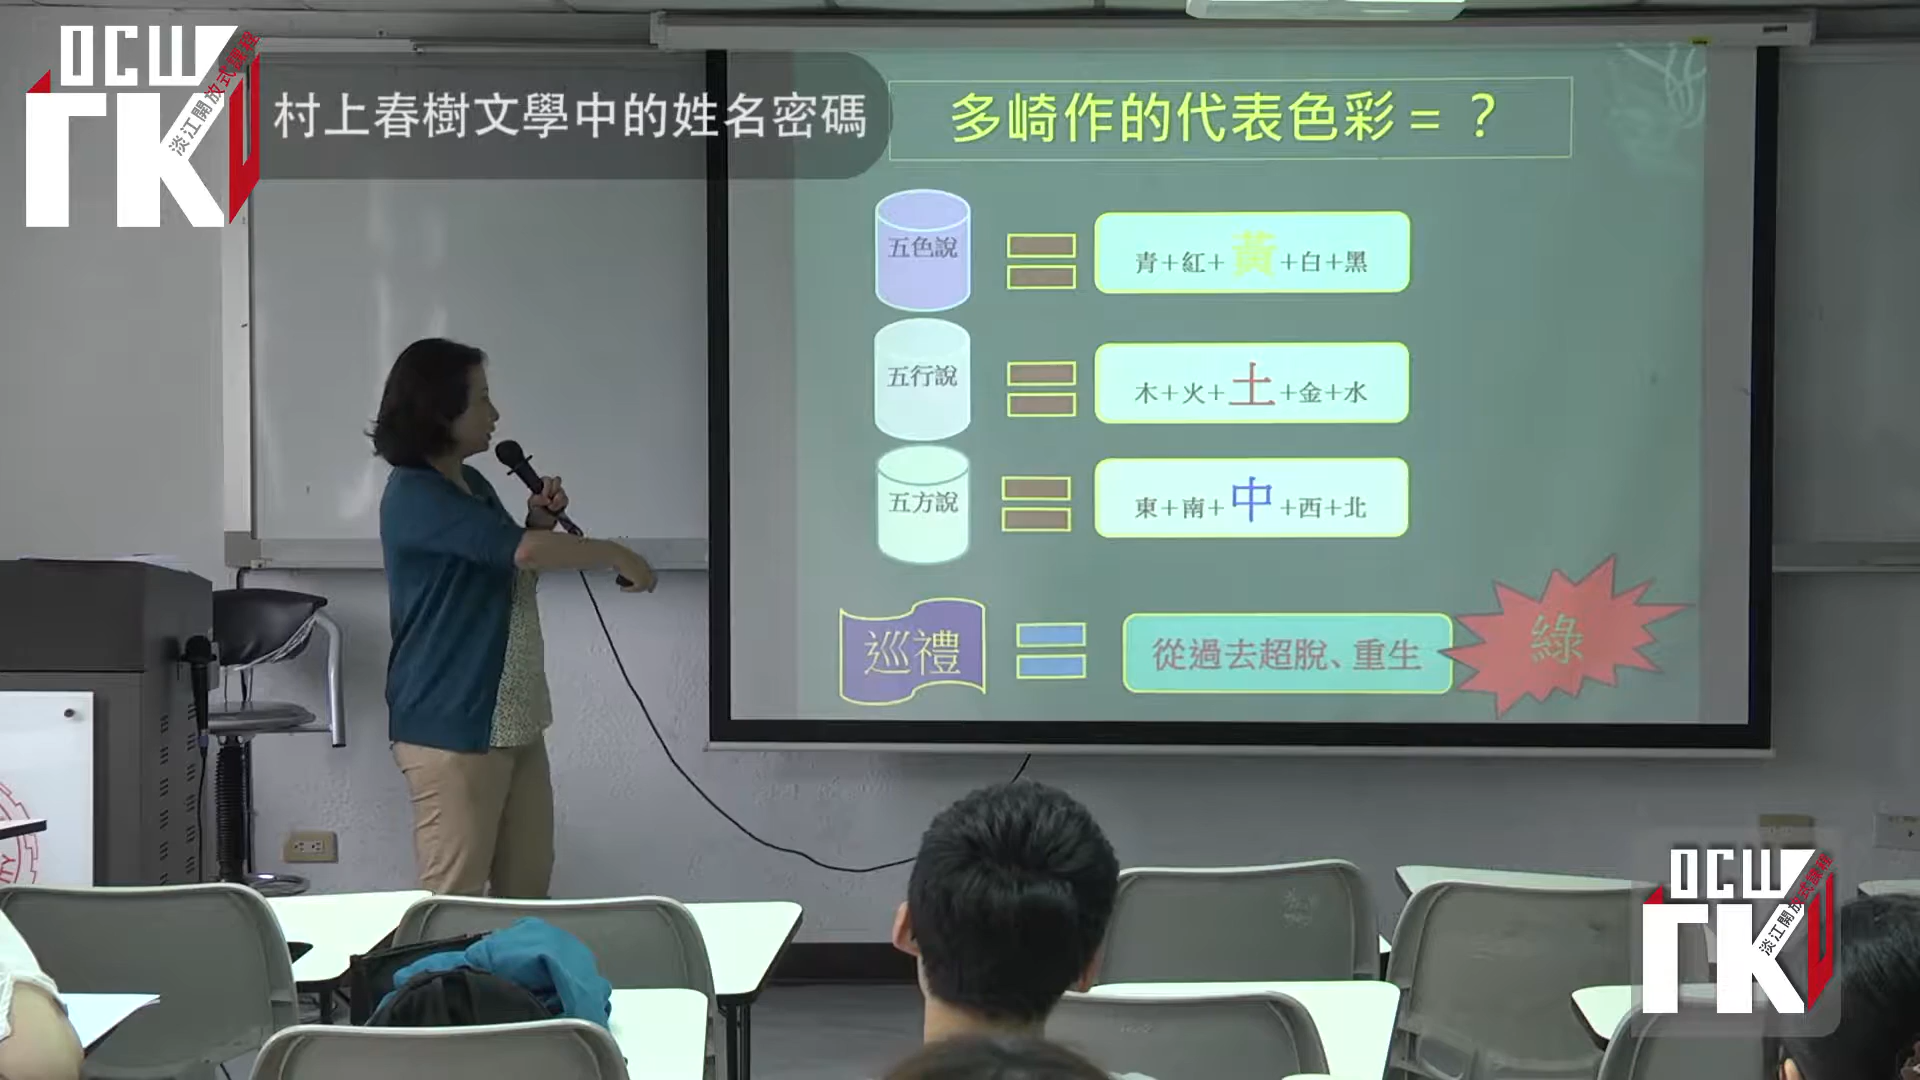 OCW
TKU
淡江開放式課程
村上春樹文學中的姓名密碼
多崎作的代表色彩=？
五色說
青+紅+黃+白+黑
五行說
木+火+土+金+水
五方說
東+南+中+西+北
巡禮
從過去超脫、重生
綠
OCW
TKU
淡江開放式課程